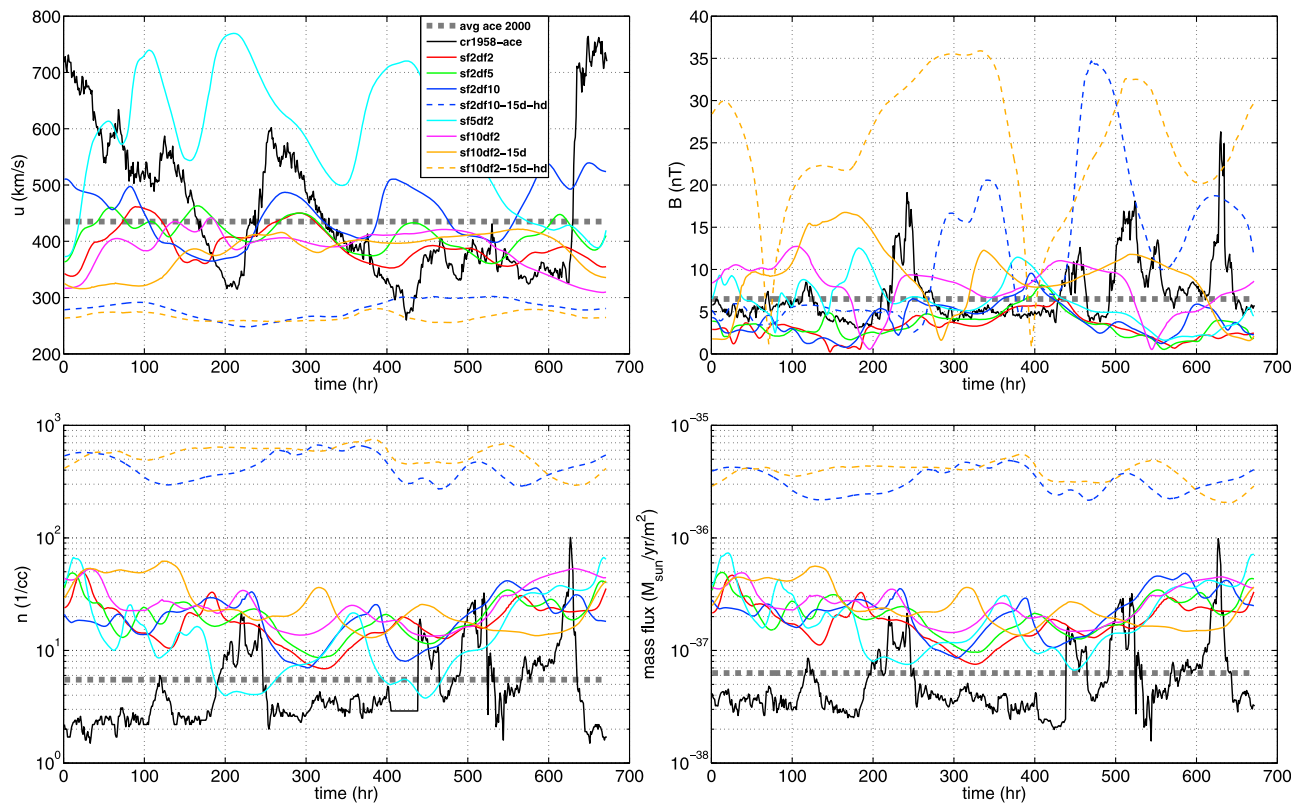 800
700
600
500
400
300
200
u (km/s)
0 100 200 300 400 500 600 700
time (hr)
avg ace 2000
cr1958-ace
sf2df2
sf2df5
sf2df10
sf2df10-15d-hd
sf5df2
sf10df2
sf10df2-15d
sf10df2-15d-hd
40
35
30
25
20
15
10
5
0
B (nT)
0 100 200 300 400 500 600 700
time (hr)
10^3
10^2
10^1
10^0
n (1/cc)
0 100 200 300 400 500 600 700
time (hr)
10^−35
10^−36
10^−37
10^−38
mass flux (M_sun/yr/m^2)
0 100 200 300 400 500 600 700
time (hr)